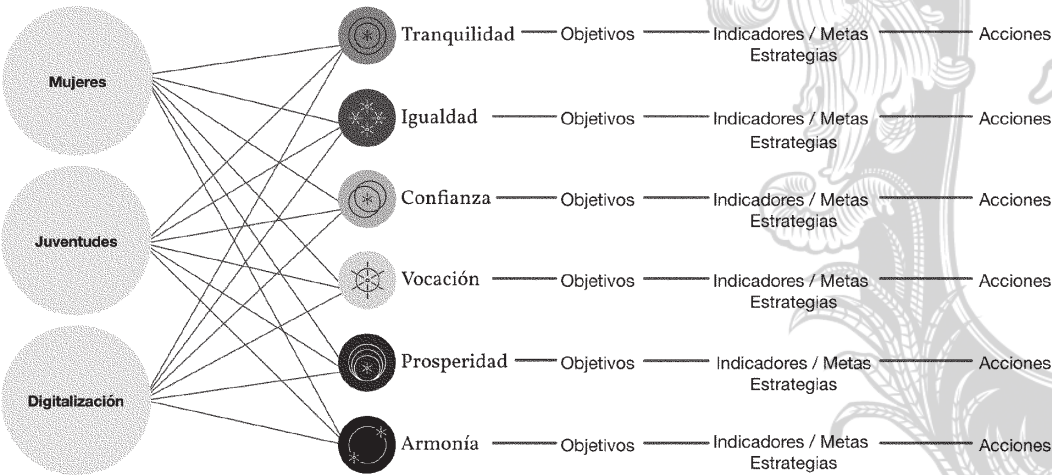 Mujeres
Juventudes
Digitalización
Tranquilidad Objetivos Indicadores / Metas Acciones
Estrategias
Igualdad Objetivos Indicadores / Metas Acciones
Estrategias
Confianza Objetivos Indicadores / Metas Acciones
Estrategias
Vocación Objetivos Indicadores / Metas Acciones
Estrategias
Prosperidad Objetivos Indicadores / Metas Acciones
Estrategias
Armonía Objetivos Indicadores / Metas Acciones
Estrategias